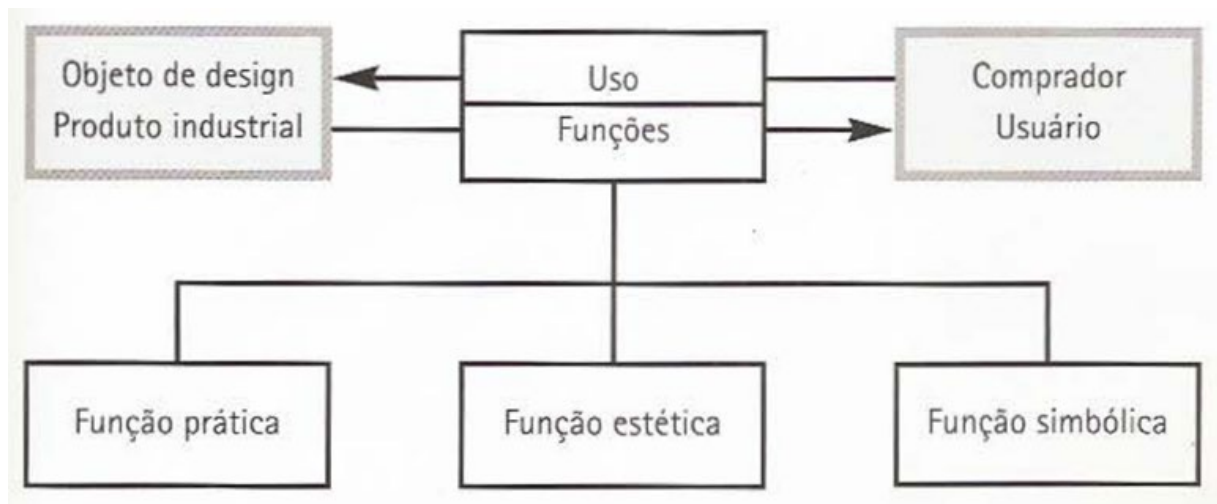 Objeto de design
Produto industrial
Uso
Funções
Comprador
Usuário
Função prática
Função estética
Função simbólica